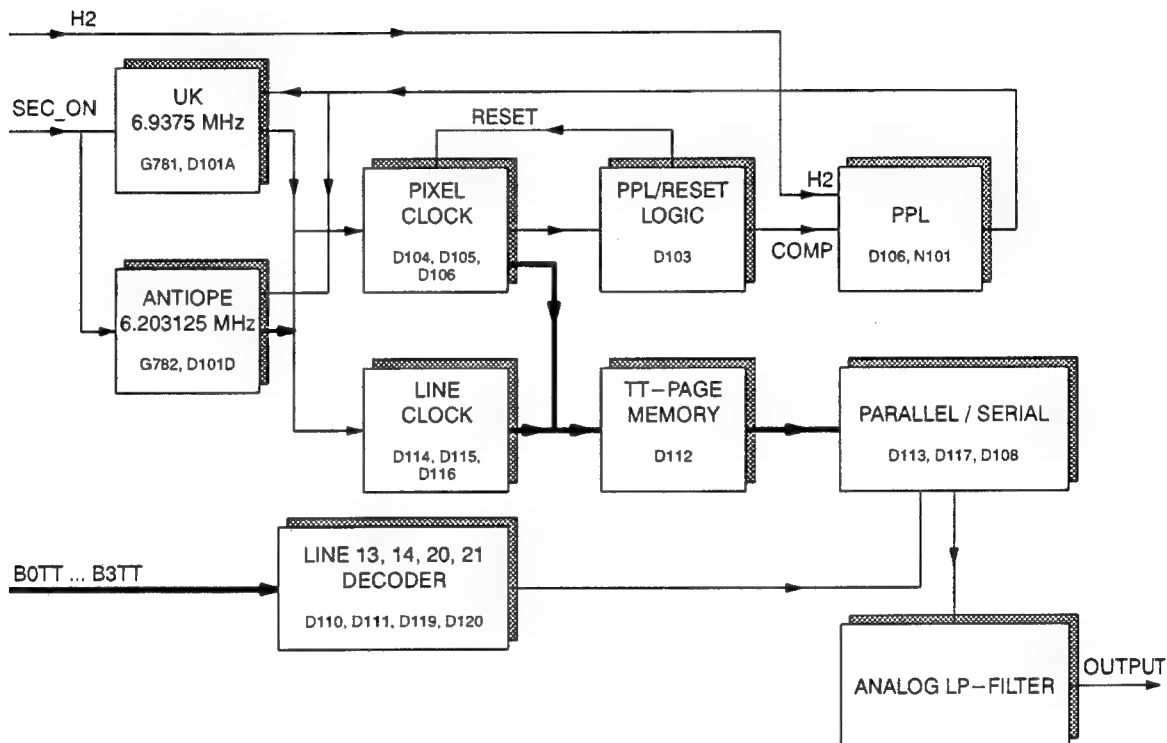 H2
SEC_ON
UK
6.9375 MHz
G781, D101A
RESET
PIXEL
CLOCK
D104, D105,
D106
PPL/RESET
LOGIC
D103
H2
COMP
PPL
D106, N101
ANTIOPE
6.203125 MHz
G782, D101D
LINE
CLOCK
D114, D115,
D116
TT-PAGE
MEMORY
D112
PARALLEL / SERIAL
D113, D117, D108
B0TT ... B3TT
LINE 13, 14, 20, 21
DECODER
D110, D111, D119, D120
ANALOG LP-FILTER
OUTPUT